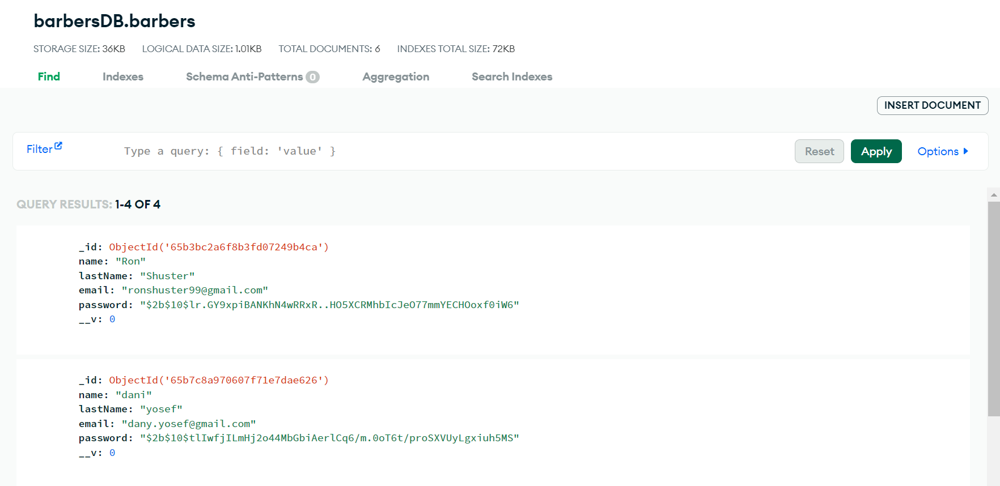 barbersDB.barbers
STORAGE SIZE: 36KB LOGICAL DATA SIZE: 1.01KB TOTAL DOCUMENTS: 6 INDEXES TOTAL SIZE: 72KB
Find Indexes Schema Anti-Patterns 0 Aggregation Search Indexes
INSERT DOCUMENT
Filter Type a query: { field: 'value' } Reset Apply Options
QUERY RESULTS: 1-4 OF 4
_id: ObjectId('65b3bc2a6f8b3fd07249b4ca')
name: "Ron"
lastName: "Shuster"
email: "ronshuster99@gmail.com"
password: "$2b$10$lr.GY9xpiBANKhN4wRRxR..HO5XCRMhbIcJeO77mmYECHOoxf0iW6"
__v: 0
_id: ObjectId('65b7c8a970607f71e7dae626')
name: "dani"
lastName: "yosef"
email: "dany.yosef@gmail.com"
password: "$2b$10$tlIwfjILmHj2o44MbGbiAerlCq6/m.0oT6t/proSXVUyLgxiuh5MS"
__v: 0